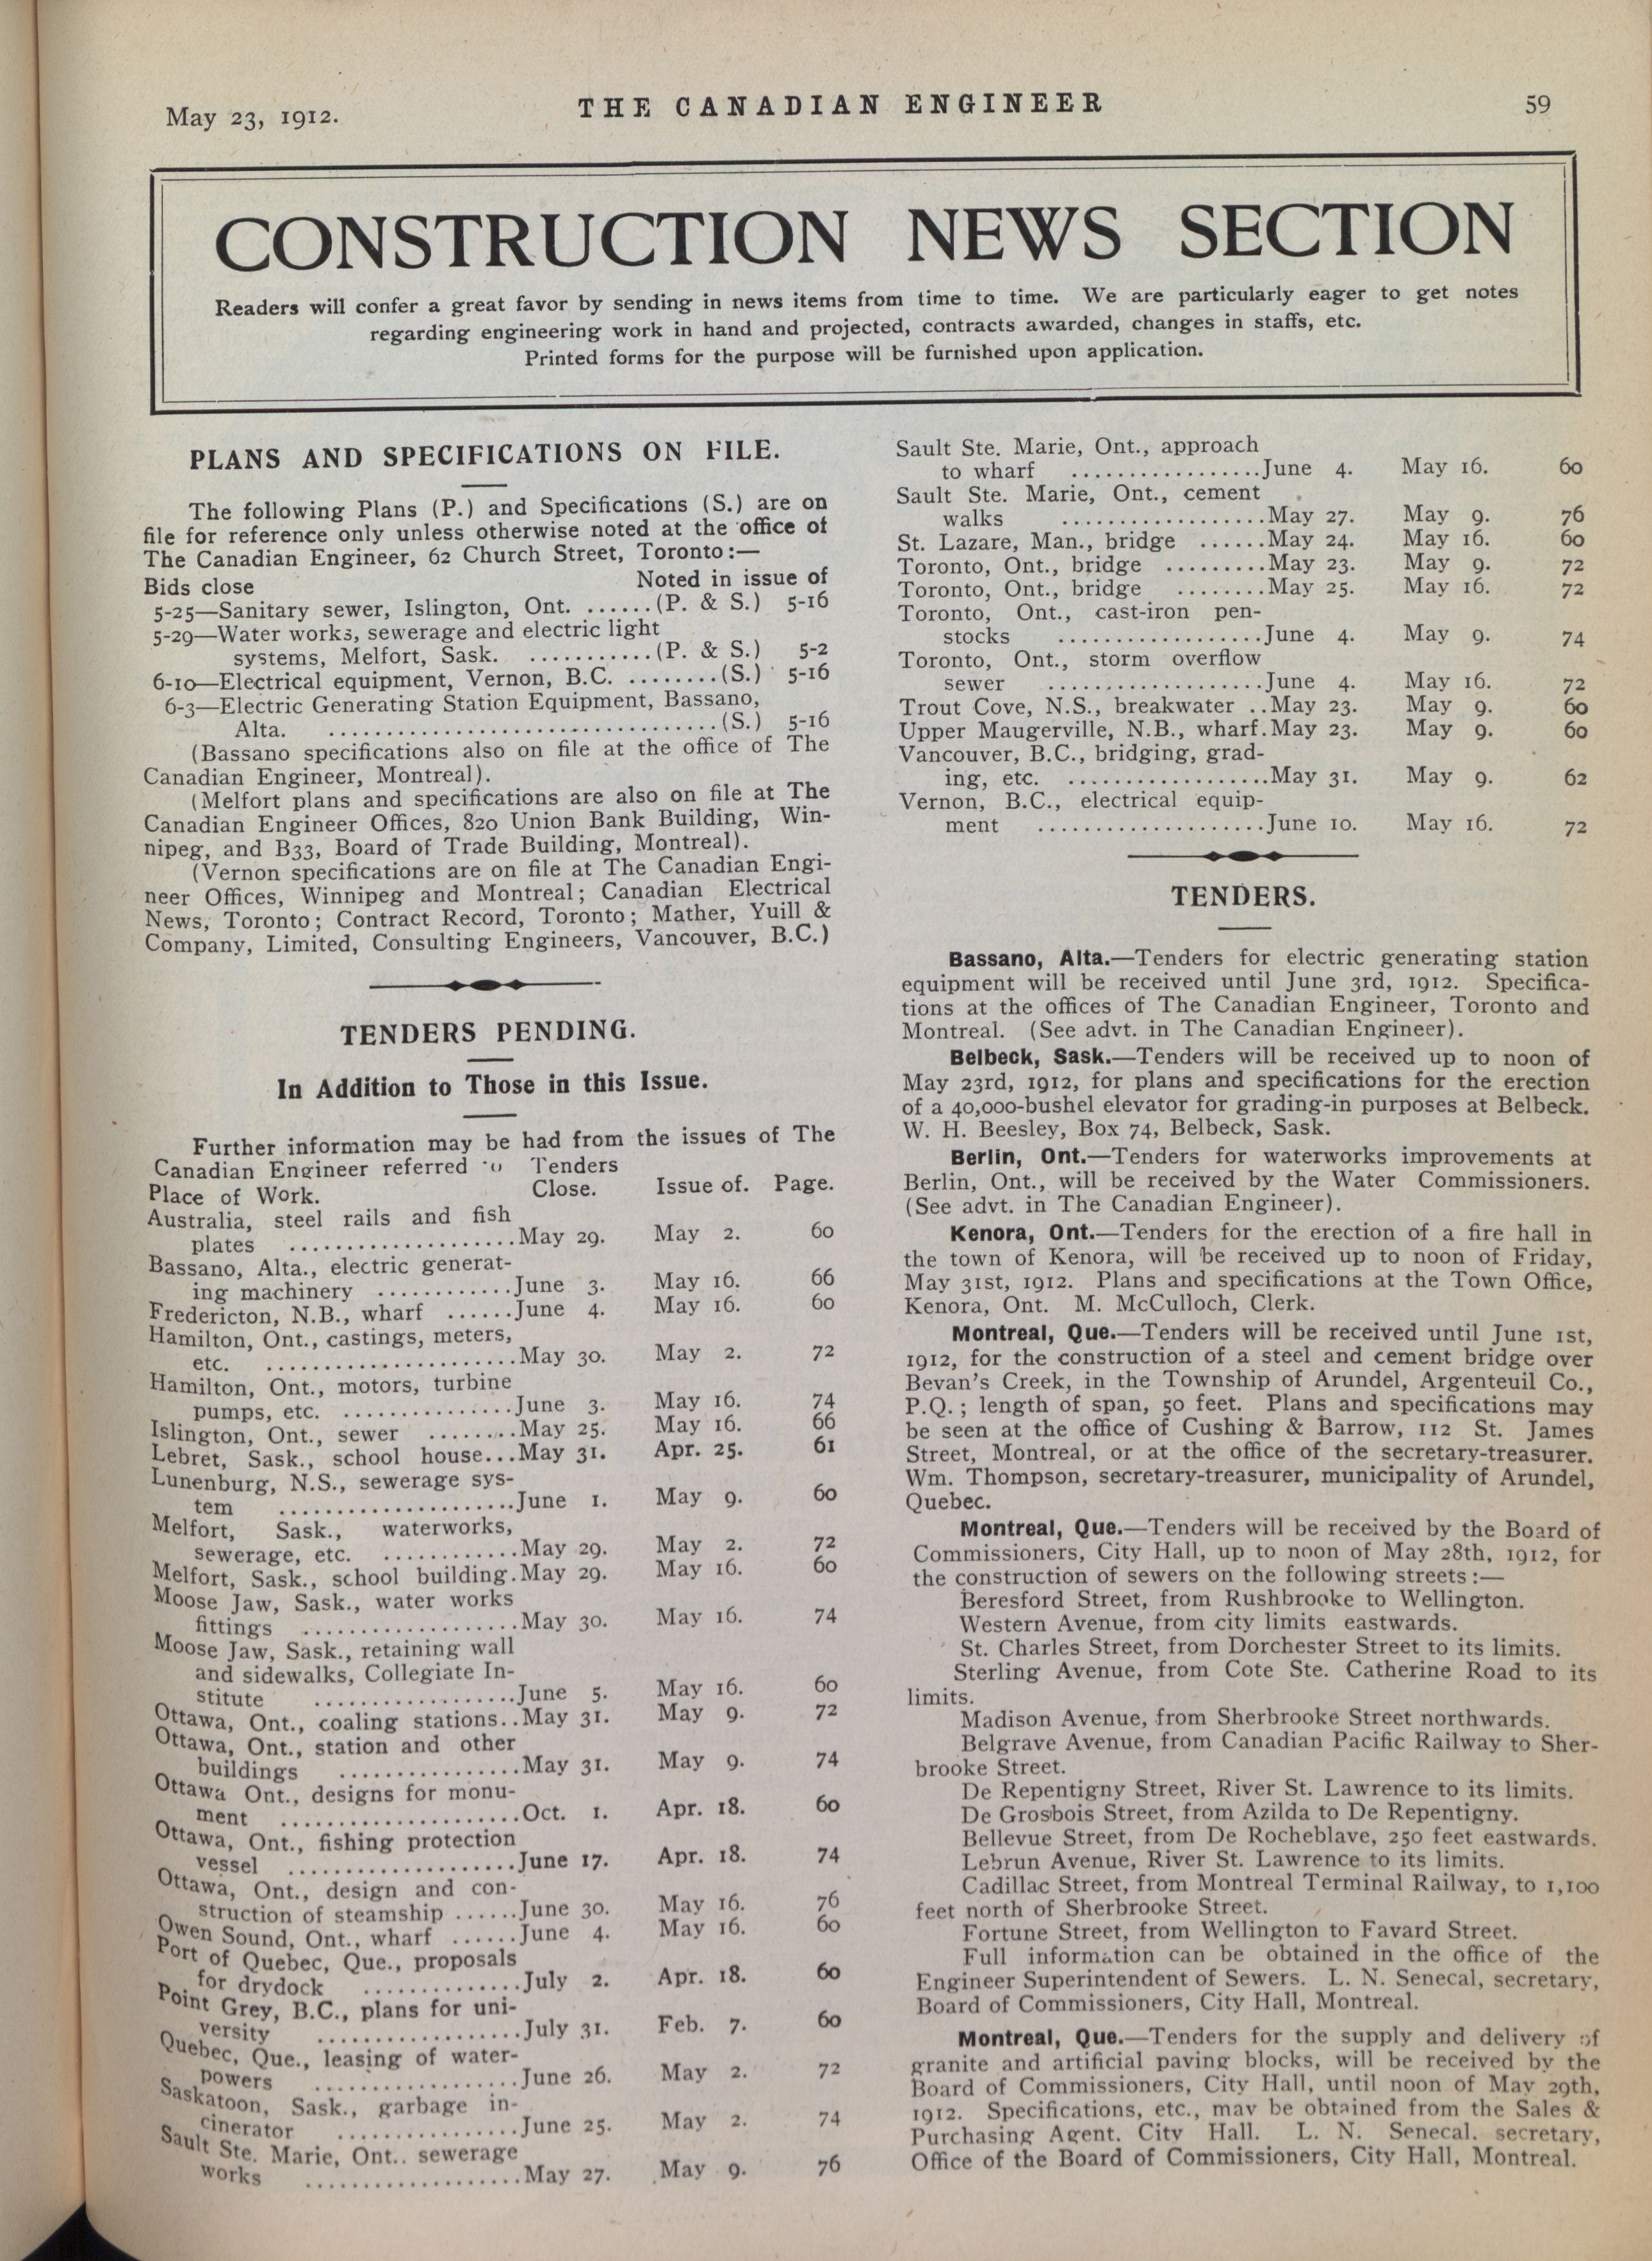 May 23, 1912.
THE CANADIAN ENGINEER
59
CONSTRUCTION NEWS SECTION
Readers will confer a great favor by sending in news items from time to time. We are particularly eager to get notes
regarding engineering work in hand and projected, contracts awarded, changes in staffs, etc.
Printed forms for the purpose will be furnished upon application.
PLANS AND SPECIFICATIONS ON FILE.
The following Plans (P.) and Specifications (S.) are on
file for reference only unless otherwise noted at the office of
The Canadian Engineer, 62 Church Street, Toronto:—
Bids close Noted in issue of
5-25—Sanitary sewer, Islington, Ont. ......(P. & S.) 5-16
5-29—Water works, sewerage and electric light
systems, Melfort, Sask. ...........(P. & S.) 5-2
6-10—Electrical equipment, Vernon, B.C. ........(S.) 5-16
6-3—Electric Generating Station Equipment, Bassano,
Alta. .................................(S.) 5-16
(Bassano specifications also on file at the office of The
Canadian Engineer, Montreal).
(Melfort plans and specifications are also on file at The
Canadian Engineer Offices, 820 Union Bank Building, Win-
nipeg, and B33, Board of Trade Building, Montreal).
(Vernon specifications are on file at The Canadian Engi-
neer Offices, Winnipeg and Montreal; Canadian Electrical
News, Toronto; Contract Record, Toronto; Mather, Yuill &
Company, Limited, Consulting Engineers, Vancouver, B.C.)
TENDERS PENDING.
In Addition to Those in this Issue.
Further information may be had from the issues of The
Canadian Engineer referred to Tenders
Place of Work. Close. Issue of. Page.
Australia, steel rails and fish
plates ...................May 29. May 2. 60
Bassano, Alta., electric generat-
ing machinery ............June 3. May 16. 66
Fredericton, N.B., wharf ......June 4. May 16. 60
Hamilton, Ont., castings, meters,
etc. .....................May 30. May 2. 72
Hamilton, Ont., motors, turbine
pumps, etc. ...............June 3. May 16. 74
Islington, Ont., sewer ........May 25. May 16. 66
Lebret, Sask., school house...May 31. Apr. 25. 61
Lunenburg, N.S., sewerage sys-
tem ....................June 1. May 9. 60
Melfort, Sask., waterworks,
sewerage, etc. ............May 29. May 2. 72
Melfort, Sask., school building.May 29. May 16. 60
Moose Jaw, Sask., water works
fittings ...................May 30. May 16. 74
Moose Jaw, Sask., retaining wall
and sidewalks, Collegiate In-
stitute .................June 5. May 16. 60
Ottawa, Ont., coaling stations..May 31. May 9. 72
Ottawa, Ont., station and other
buildings ................May 31. May 9. 74
Ottawa Ont., designs for monu-
ment .....................Oct. 1. Apr. 18. 60
Ottawa, Ont., fishing protection
vessel ....................June 17. Apr. 18. 74
Ottawa, Ont., design and con-
struction of steamship ......June 30. May 16. 76
Owen Sound, Ont., wharf ......June 4. May 16. 60
Port of Quebec, Que., proposals
for drydock ..............July 2. Apr. 18. 60
Point Grey, B.C., plans for uni-
versity ..................July 31. Feb. 7. 60
Quebec, Que., leasing of water-
powers ..................June 26. May 2. 72
Saskatoon, Sask., garbage in-
cinerator ................June 25. May 2. 74
Sault Ste. Marie, Ont.. sewerage
works ...................May 27. May 9. 76
Sault Ste. Marie, Ont., approach
to wharf .................June 4. May 16. 60
Sault Ste. Marie, Ont., cement
walks ..................May 27. May 9. 76
St. Lazare, Man., bridge ......May 24. May 16. 60
Toronto, Ont., bridge .........May 23. May 9. 72
Toronto, Ont., bridge ........May 25. May 16. 72
Toronto, Ont., cast-iron pen-
stocks ..................June 4. May 9. 74
Toronto, Ont., storm overflow
sewer ...................June 4. May 16. 72
Trout Cove, N.S., breakwater ..May 23. May 9. 60
Upper Maugerville, N.B., wharf.May 23. May 9. 60
Vancouver, B.C., bridging, grad-
ing, etc. ..................May 31. May 9. 62
Vernon, B.C., electrical equip-
ment ....................June 10. May 16. 72
TENDERS.
Bassano, Alta.—Tenders for electric generating station
equipment will be received until June 3rd, 1912. Specifica-
tions at the offices of The Canadian Engineer, Toronto and
Montreal. (See advt. in The Canadian Engineer).
Belbeck, Sask.—Tenders will be received up to noon of
May 23rd, 1912, for plans and specifications for the erection
of a 40,000-bushel elevator for grading-in purposes at Belbeck.
W. H. Beesley, Box 74, Belbeck, Sask.
Berlin, Ont.—Tenders for waterworks improvements at
Berlin, Ont., will be received by the Water Commissioners.
(See advt. in The Canadian Engineer).
Kenora, Ont.—Tenders for the erection of a fire hall in
the town of Kenora, will be received up to noon of Friday,
May 31st, 1912. Plans and specifications at the Town Office,
Kenora, Ont. M. McCulloch, Clerk.
Montreal, Que.—Tenders will be received until June 1st,
1912, for the construction of a steel and cement bridge over
Bevan's Creek, in the Township of Arundel, Argenteuil Co.,
P.Q.; length of span, 50 feet. Plans and specifications may
be seen at the office of Cushing & Barrow, 112 St. James
Street, Montreal, or at the office of the secretary-treasurer.
Wm. Thompson, secretary-treasurer, municipality of Arundel,
Quebec.
Montreal, Que.—Tenders will be received by the Board of
Commissioners, City Hall, up to noon of May 28th, 1912, for
the construction of sewers on the following streets:—
Beresford Street, from Rushbrooke to Wellington.
Western Avenue, from city limits eastwards.
St. Charles Street, from Dorchester Street to its limits.
Sterling Avenue, from Cote Ste. Catherine Road to its
limits.
Madison Avenue, from Sherbrooke Street northwards.
Belgrave Avenue, from Canadian Pacific Railway to Sher-
brooke Street.
De Repentigny Street, River St. Lawrence to its limits.
De Grosbois Street, from Azilda to De Repentigny.
Bellevue Street, from De Rocheblave, 250 feet eastwards.
Lebrun Avenue, River St. Lawrence to its limits.
Cadillac Street, from Montreal Terminal Railway, to 1,100
feet north of Sherbrooke Street.
Fortune Street, from Wellington to Favard Street.
Full information can be obtained in the office of the
Engineer Superintendent of Sewers. L. N. Senecal, secretary,
Board of Commissioners, City Hall, Montreal.
Montreal, Que.—Tenders for the supply and delivery of
granite and artificial paving blocks, will be received by the
Board of Commissioners, City Hall, until noon of May 29th,
1912. Specifications, etc., may be obtained from the Sales &
Purchasing Agent. City Hall. L. N. Senecal. secretary,
Office of the Board of Commissioners, City Hall, Montreal.